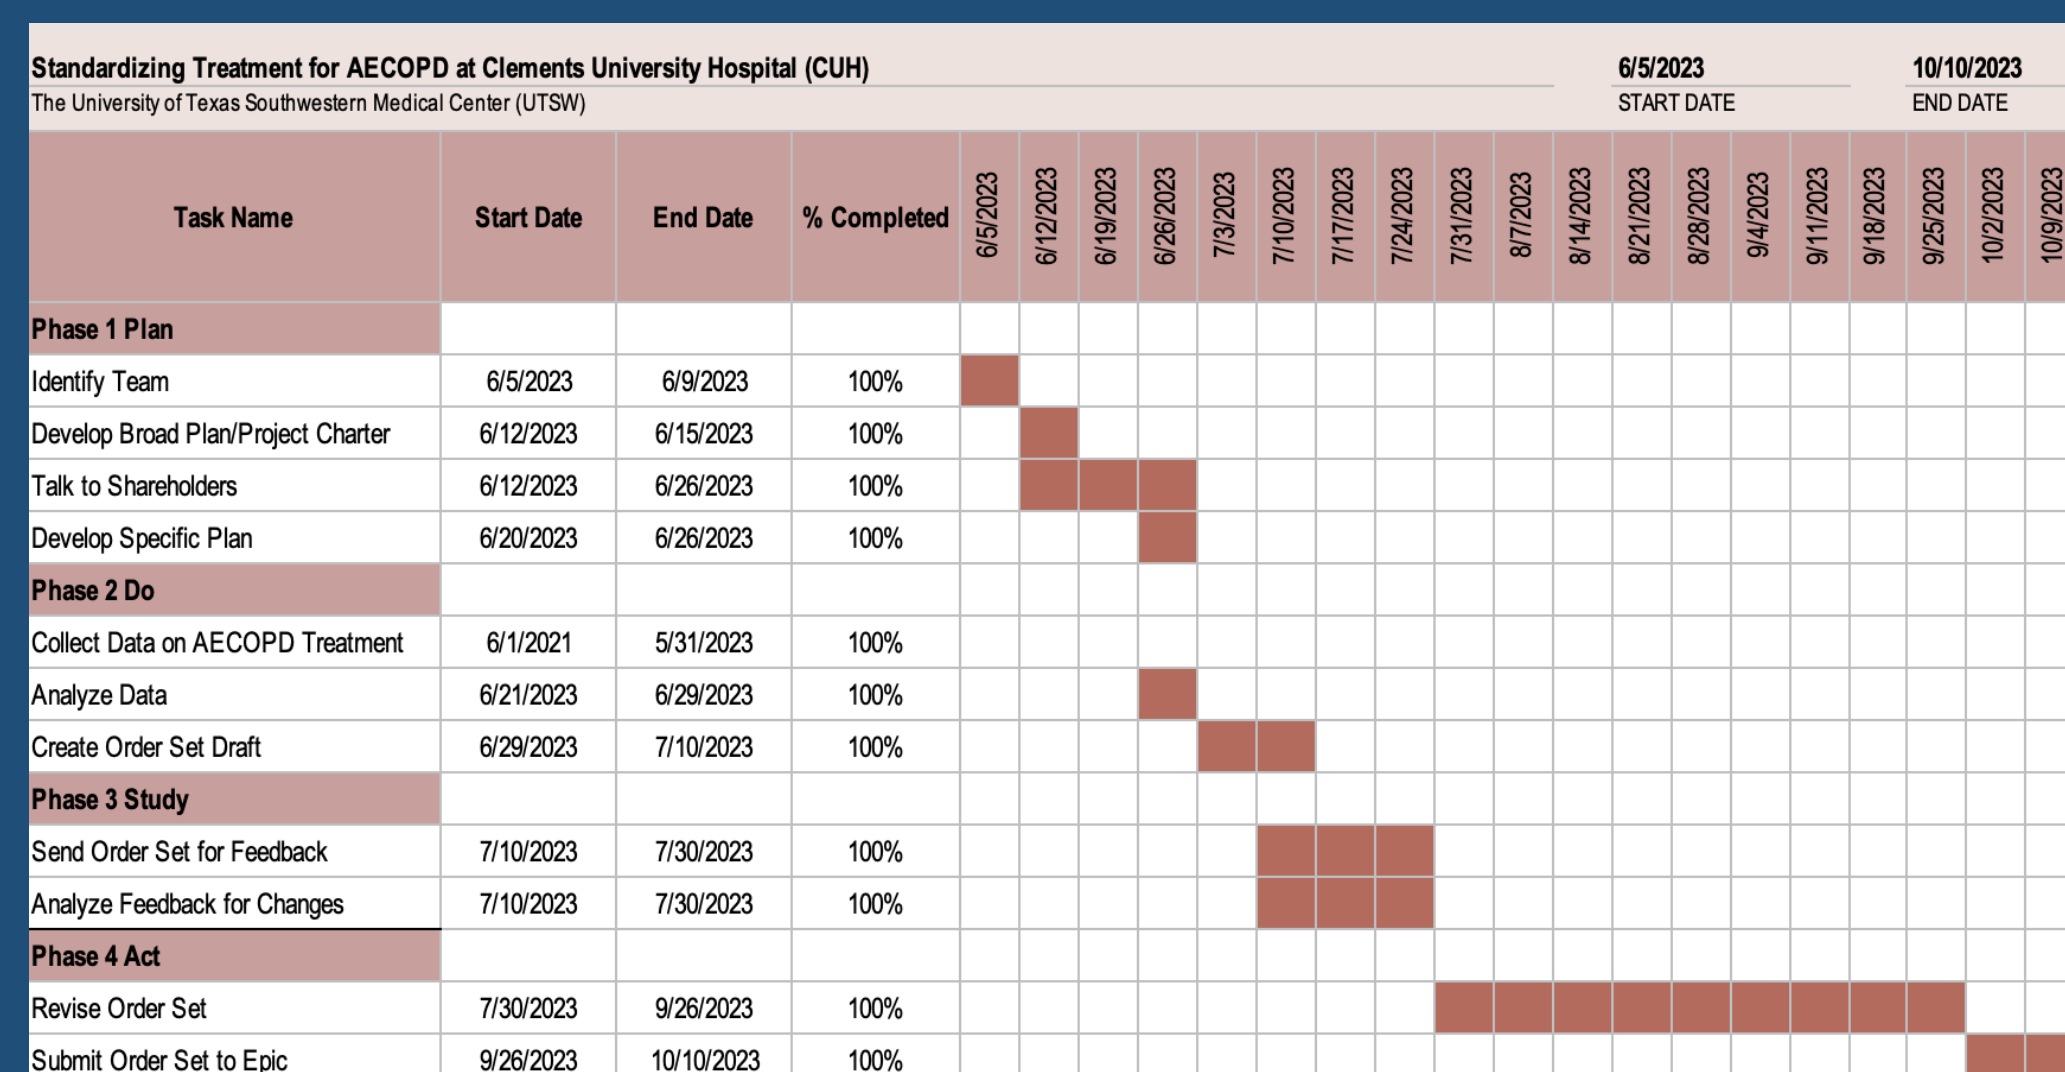 Standardizing Treatment for AECOPD at Clements University Hospital (CUH) 6/5/2023 10/10/2023
The University of Texas Southwestern Medical Center (UTSW) START DATE END DATE
Task Name Start Date End Date % Completed 6/5/2023 6/12/2023 6/19/2023 6/26/2023 7/3/2023 7/10/2023 7/17/2023 7/24/2023 7/31/2023 8/7/2023 8/14/2023 8/21/2023 8/28/2023 9/4/2023 9/11/2023 9/18/2023 9/25/2023 10/2/2023 10/9/2023
Phase 1 Plan
Identify Team 6/5/2023 6/9/2023 100%
Develop Broad Plan/Project Charter 6/12/2023 6/15/2023 100%
Talk to Shareholders 6/12/2023 6/26/2023 100%
Develop Specific Plan 6/20/2023 6/26/2023 100%
Phase 2 Do
Collect Data on AECOPD Treatment 6/1/2021 5/31/2023 100%
Analyze Data 6/21/2023 6/29/2023 100%
Create Order Set Draft 6/29/2023 7/10/2023 100%
Phase 3 Study
Send Order Set for Feedback 7/10/2023 7/30/2023 100%
Analyze Feedback for Changes 7/10/2023 7/30/2023 100%
Phase 4 Act
Revise Order Set 7/30/2023 9/26/2023 100%
Submit Order Set to Epic 9/26/2023 10/10/2023 100%